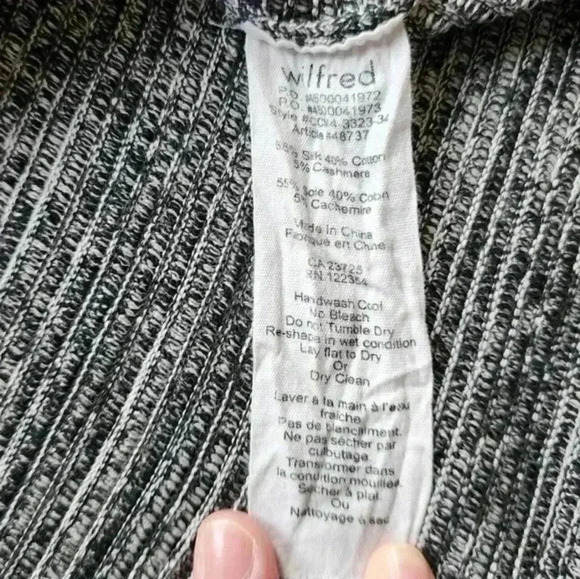 wilfred
P.O. #4500041972
P.O. #4500041973
Style #CCI4-3323-34
Article #48737
55% Silk 40% Cotton
5% Cashmere
55% Soie 40% Coton
5% Cachemire
Made in China
Fabriqué en Chine
CA 23725
RN 122354
Handwash Cool
No Bleach
Do not Tumble Dry
Re-shape in wet condition
Lay flat to Dry
Or
Dry Clean
Laver à la main à l'eau
fraîche
Pas de blanchiment.
Ne pas sécher par
culbutage.
Transformer dans
la condition mouillée.
Sécher à plat.
Ou
Nettoyage à sec